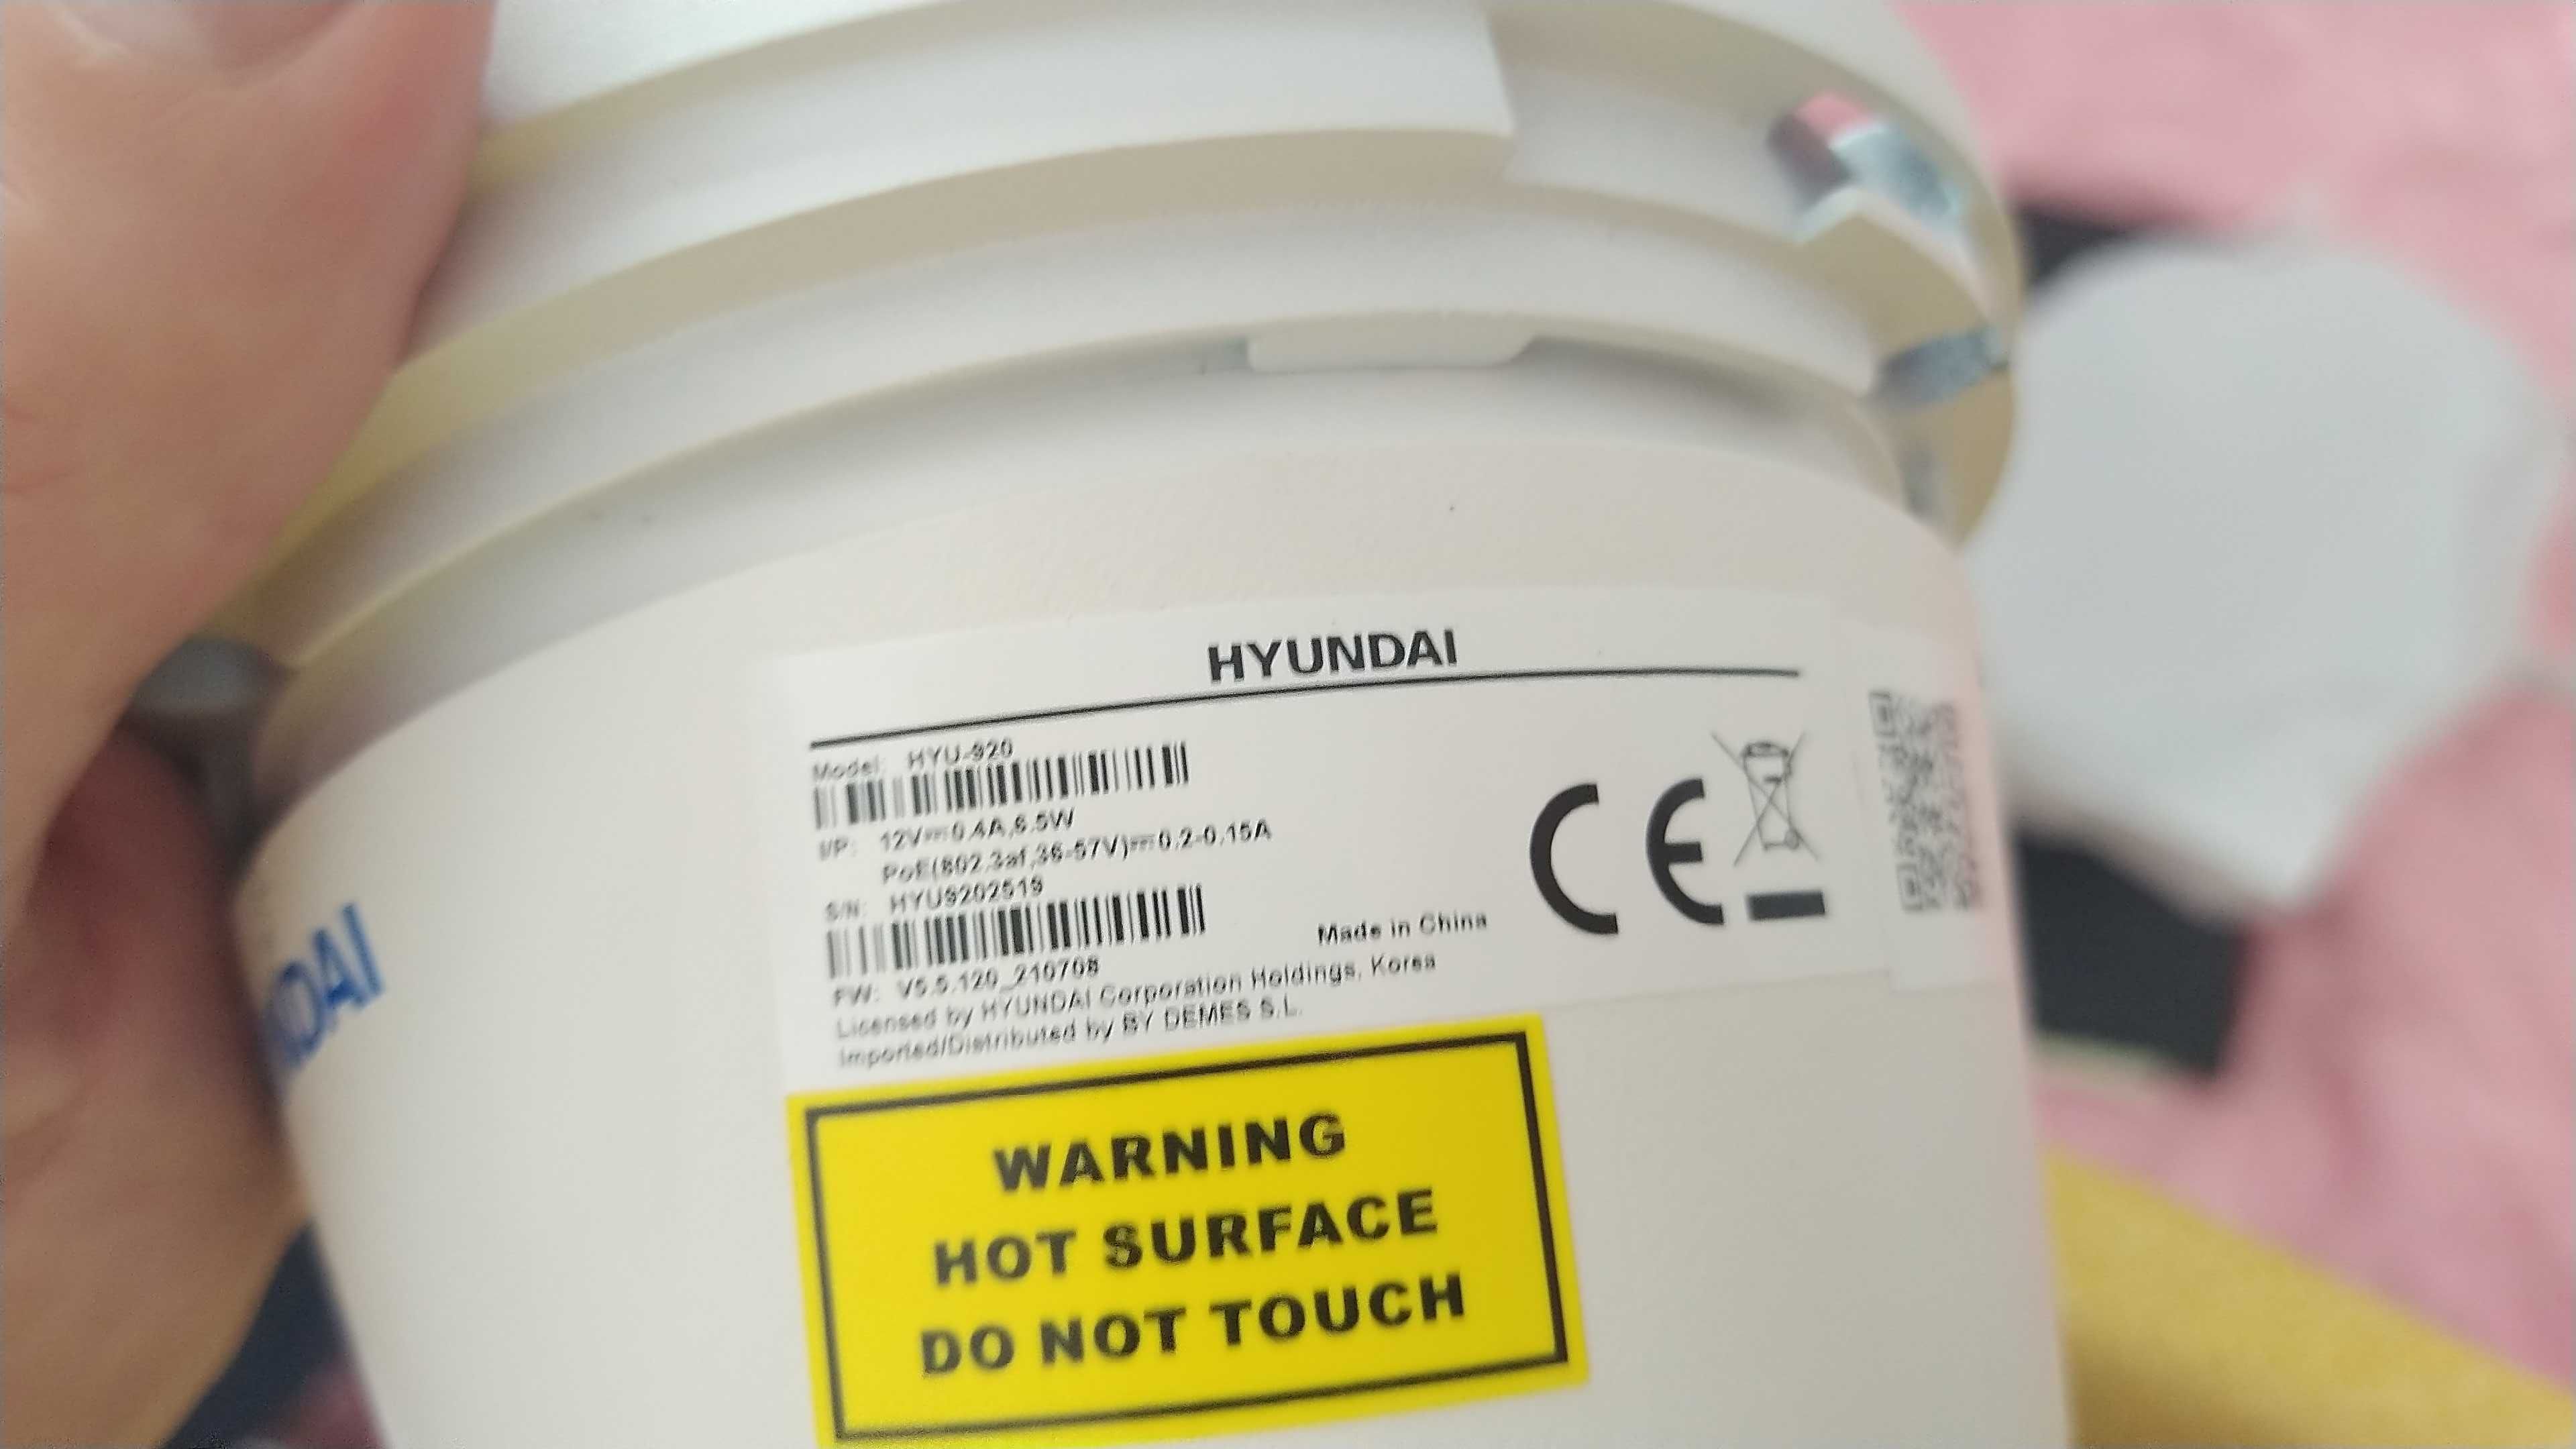 HYUNDAI
Model: HYU-920
I/P: 12V⎓0.4A,6.5W
PoE(802.3af,36-57V)⎓0.2-0.15A
S/N: HYU9202519
Made in China
FW: V5.5.120_210708
Licensed by HYUNDAI Corporation Holdings, Korea
Imported/Distributed by BY DEMES S.L.
CE
NDAI
WARNING
HOT SURFACE
DO NOT TOUCH